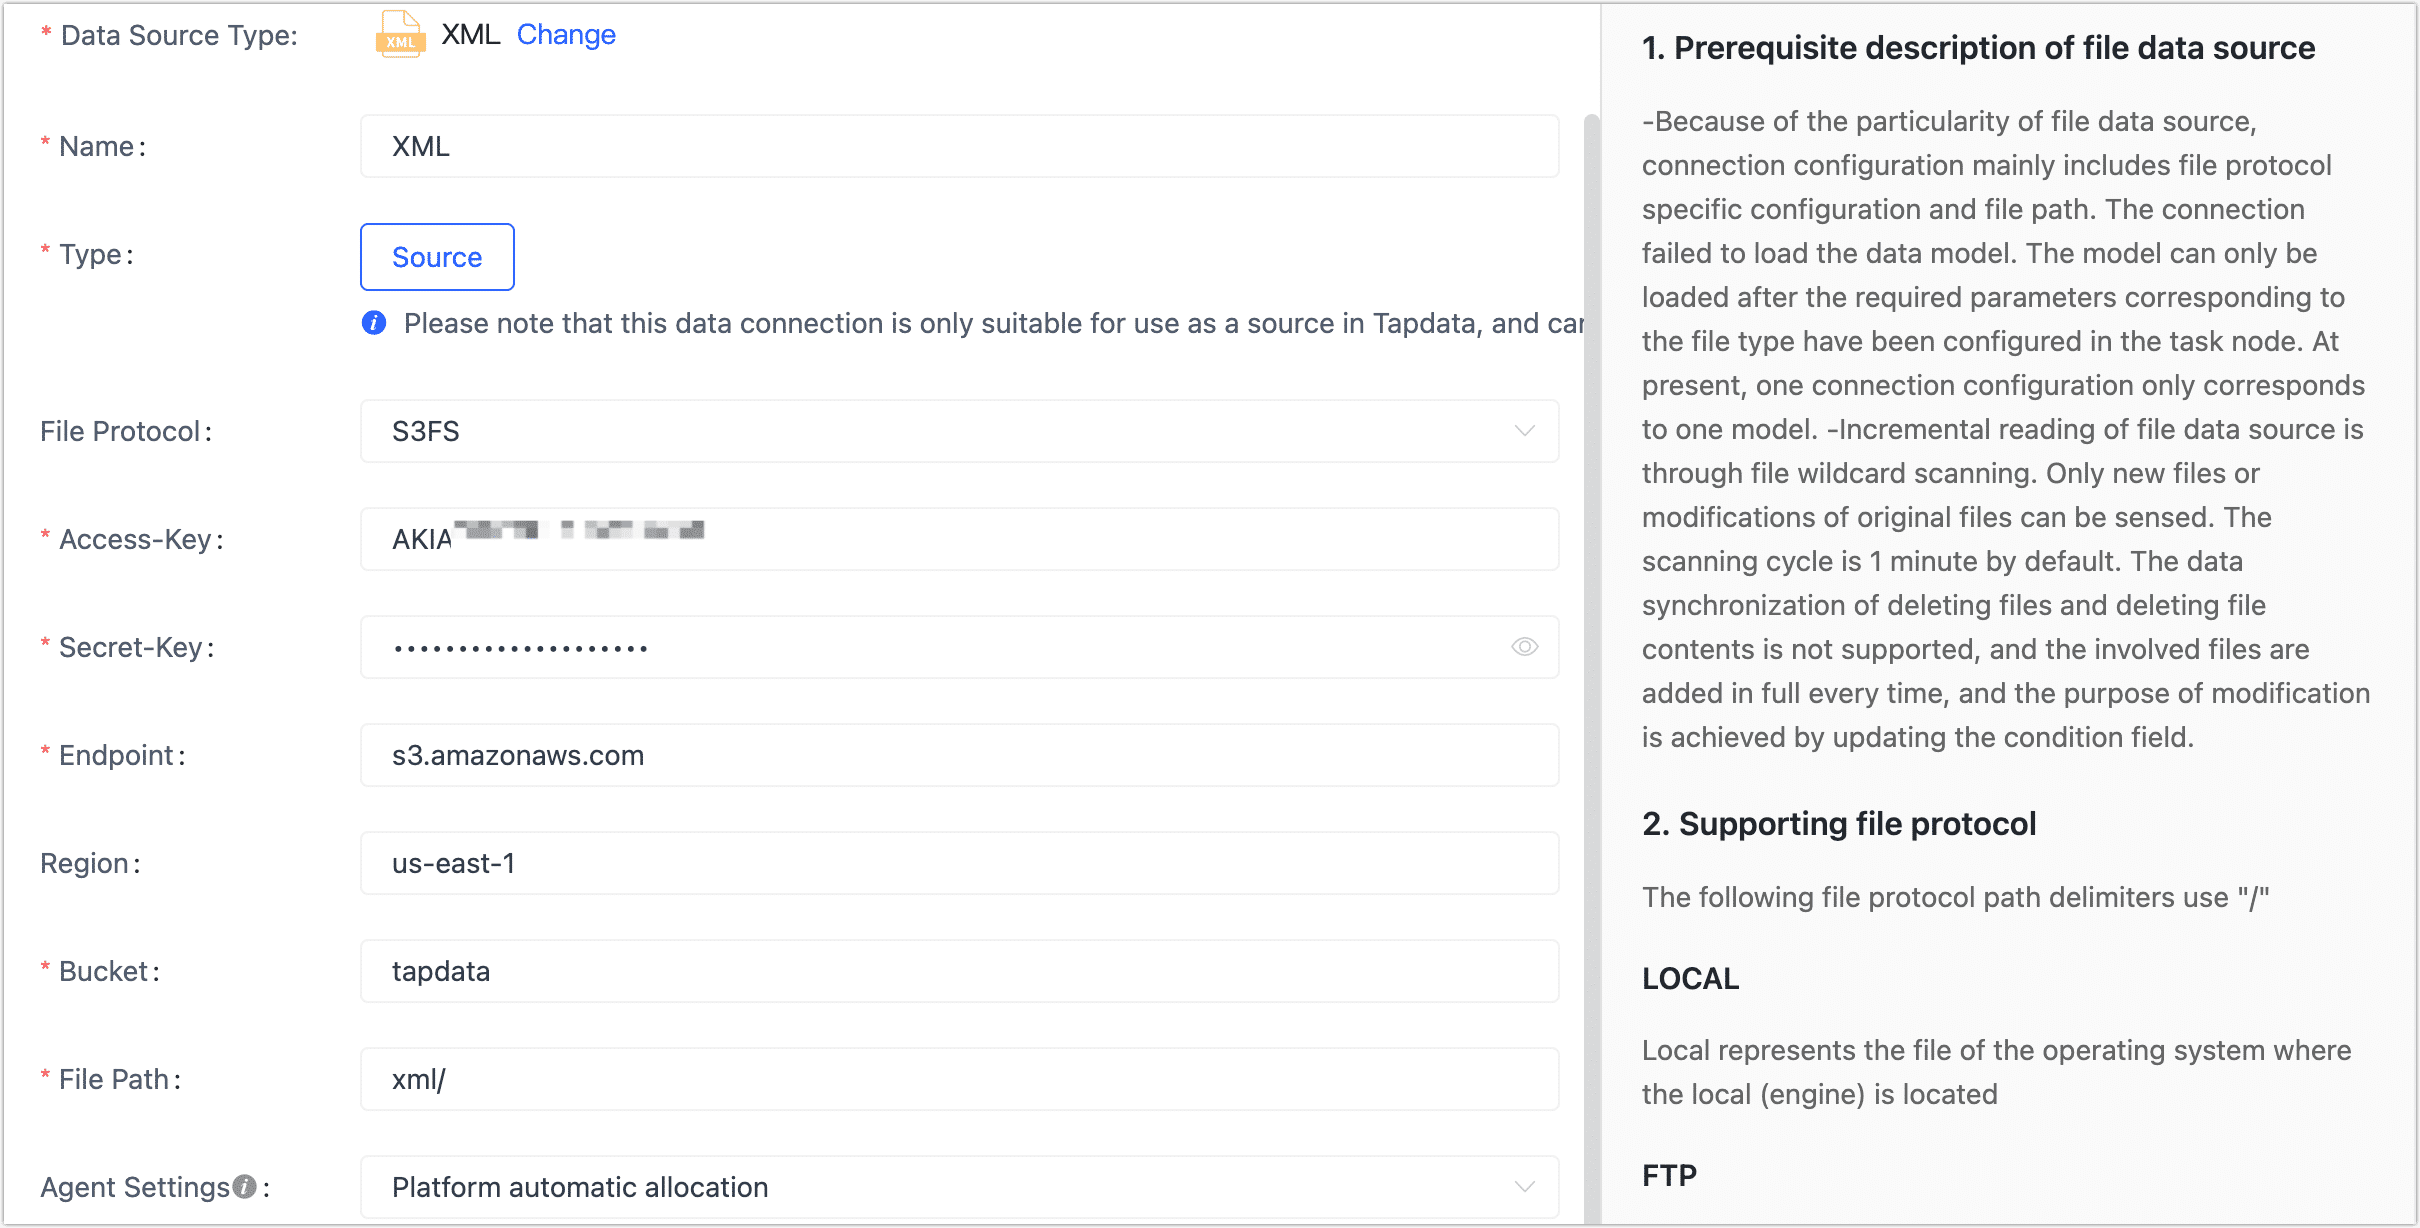 * Data Source Type: XML XML Change
* Name: XML
* Type: Source
Please note that this data connection is only suitable for use as a source in Tapdata, and
File Protocol: S3FS
* Access-Key: AKIA
* Secret-Key: ••••••••••••••••••••
* Endpoint: s3.amazonaws.com
Region: us-east-1
* Bucket: tapdata
* File Path: xml/
Agent Settings : Platform automatic allocation
1. Prerequisite description of file data source
-Because of the particularity of file data source,
connection configuration mainly includes file protocol
specific configuration and file path. The connection
failed to load the data model. The model can only be
loaded after the required parameters corresponding to
the file type have been configured in the task node. At
present, one connection configuration only corresponds
to one model. -Incremental reading of file data source is
through file wildcard scanning. Only new files or
modifications of original files can be sensed. The
scanning cycle is 1 minute by default. The data
synchronization of deleting files and deleting file
contents is not supported, and the involved files are
added in full every time, and the purpose of modification
is achieved by updating the condition field.
2. Supporting file protocol
The following file protocol path delimiters use "/"
LOCAL
Local represents the file of the operating system where
the local (engine) is located
FTP